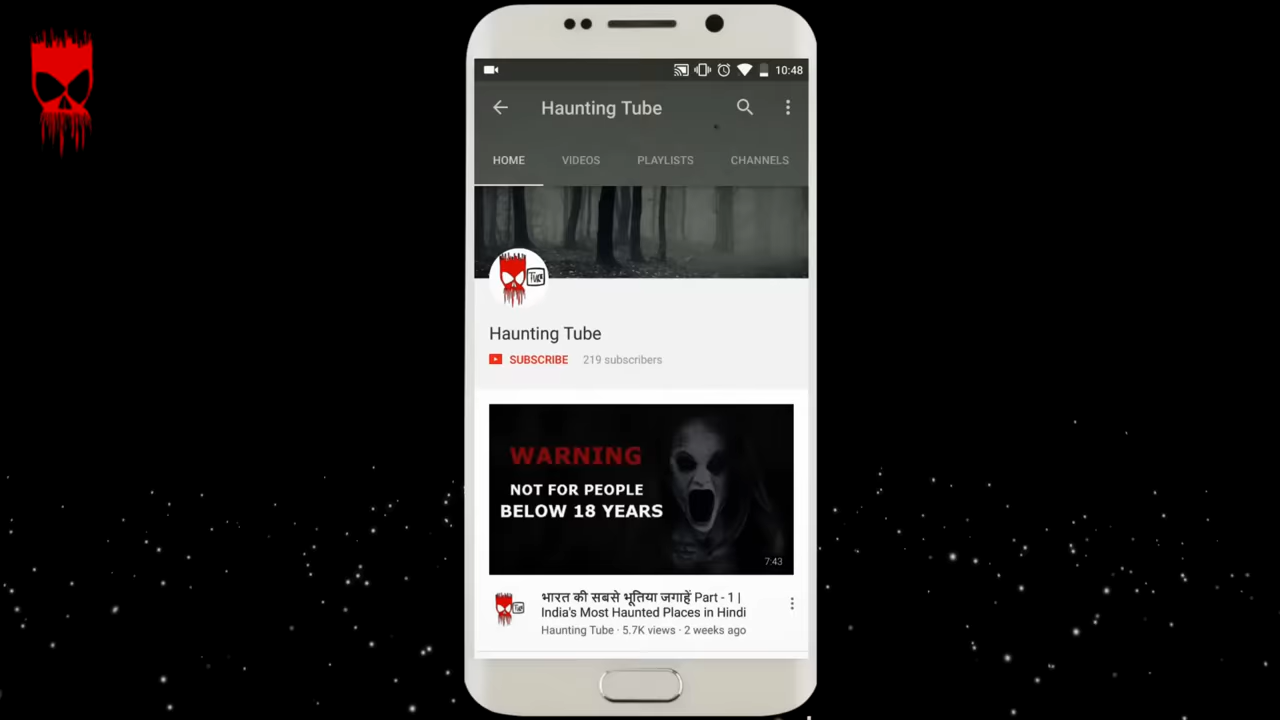 10:48
Haunting Tube
HOME VIDEOS PLAYLISTS CHANNELS
Tube
Haunting Tube
SUBSCRIBE 219 subscribers
WARNING
NOT FOR PEOPLE
BELOW 18 YEARS
7:43
भारत की सबसे भूतिया जगाहें Part - 1 |
India's Most Haunted Places in Hindi
Haunting Tube · 5.7K views · 2 weeks ago